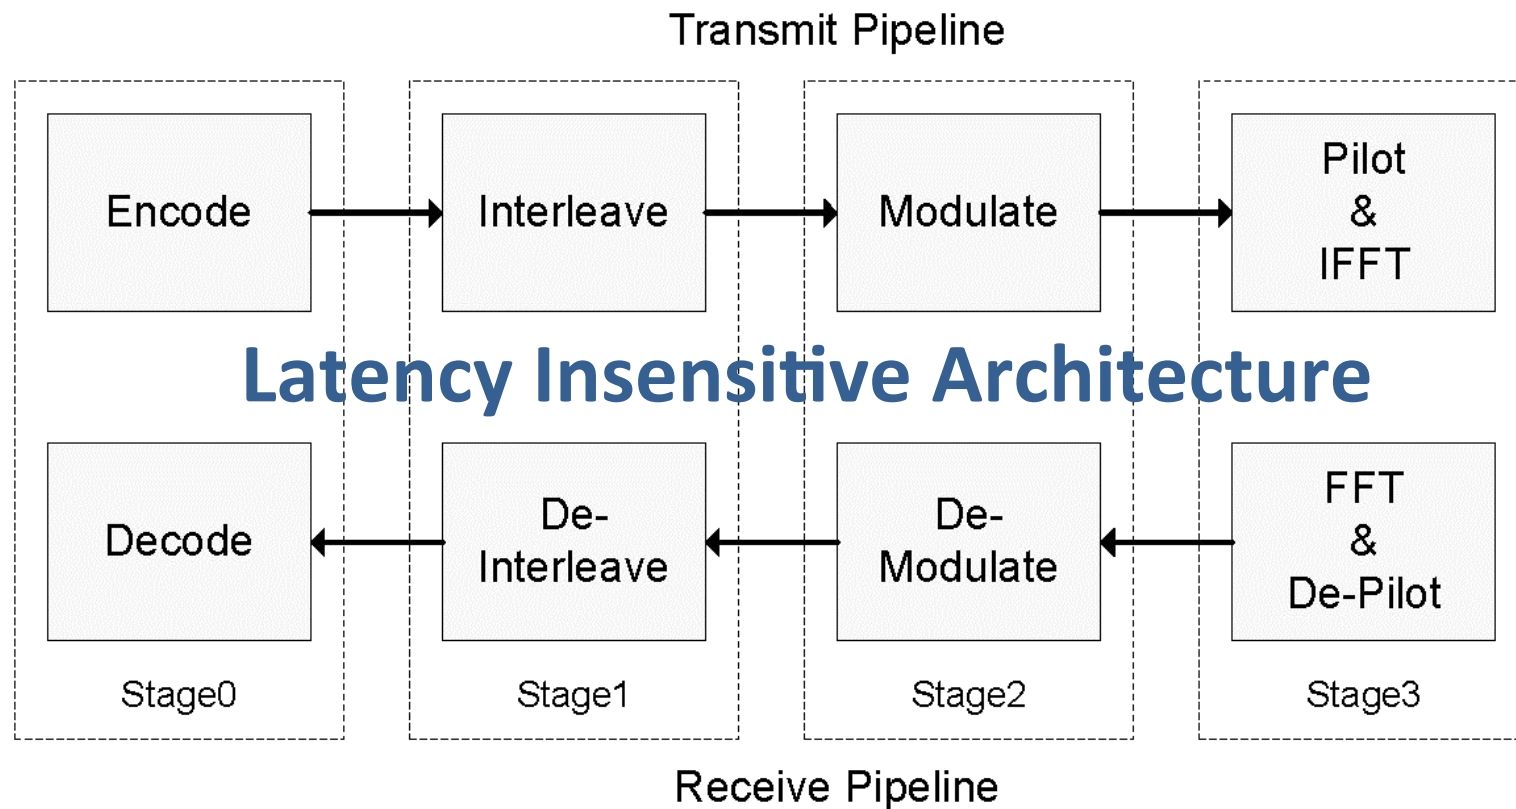 Transmit Pipeline
Encode
Interleave
Modulate
Pilot
&
IFFT
Latency Insensitive Architecture
Decode
De-
Interleave
De-
Modulate
FFT
&
De-Pilot
Stage0
Stage1
Stage2
Stage3
Receive Pipeline